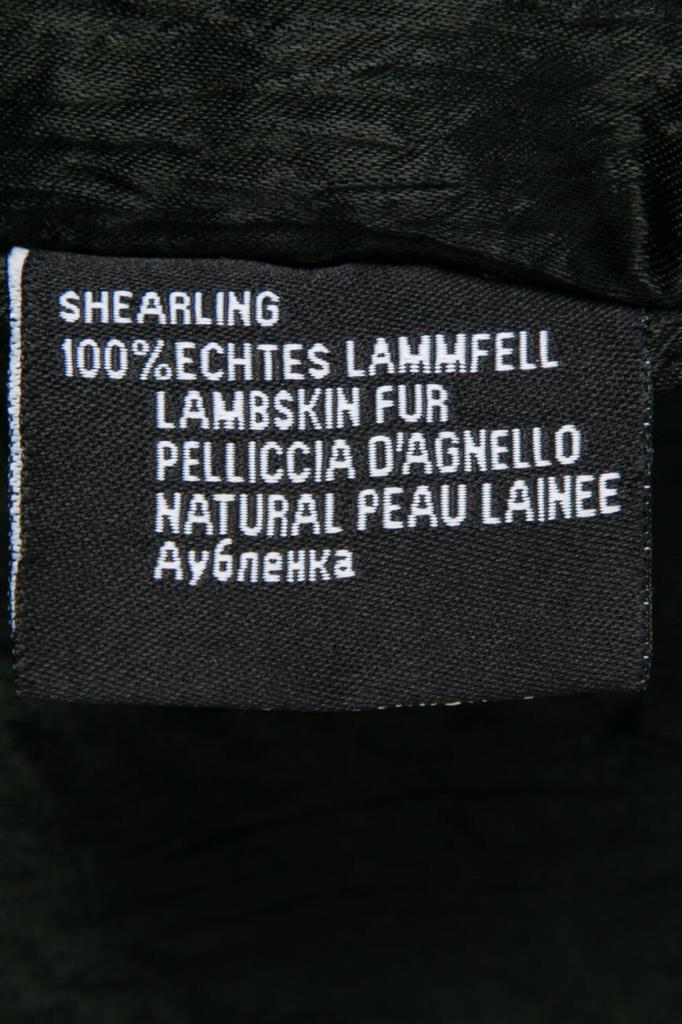 SHEARLING
100%ECHTES LAMMFELL
LAMBSKIN FUR
PELLICCIA D'AGNELLO
NATURAL PEAU LAINEE
Аубленка